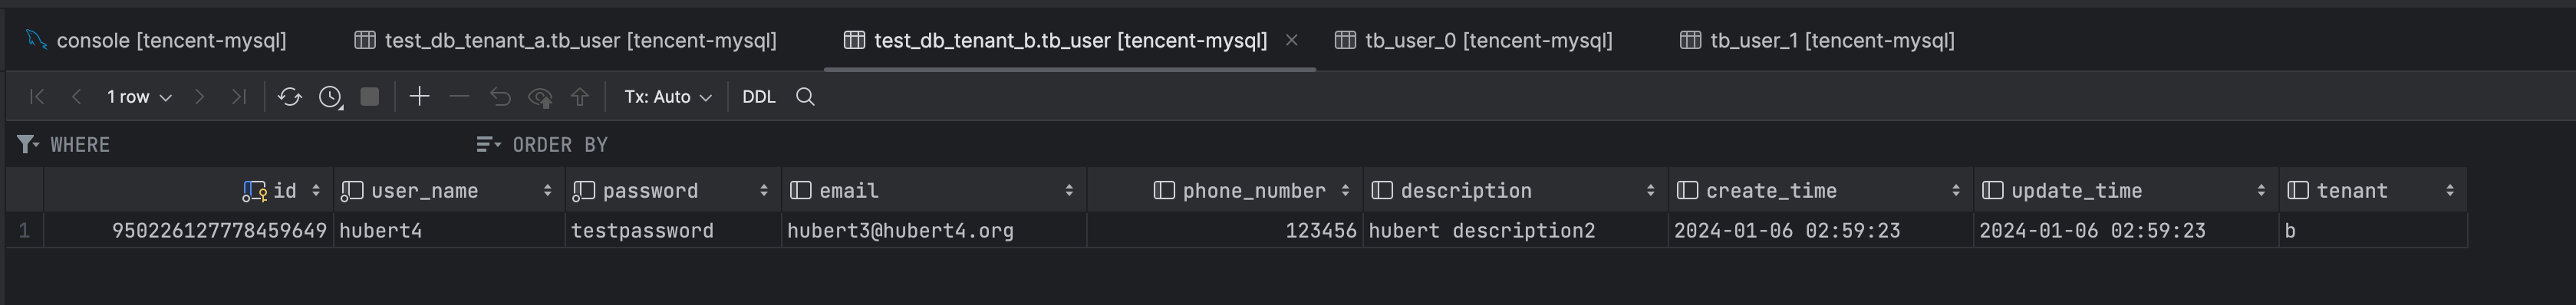 console [tencent-mysql] test_db_tenant_a.tb_user [tencent-mysql] test_db_tenant_b.tb_user [tencent-mysql] tb_user_0 [tencent-mysql] tb_user_1 [tencent-mysql]
1 row Tx: Auto DDL
WHERE ORDER BY
id user_name password email phone_number description create_time update_time tenant
1 950226127778459649 hubert4 testpassword hubert3@hubert4.org 123456 hubert description2 2024-01-06 02:59:23 2024-01-06 02:59:23 b